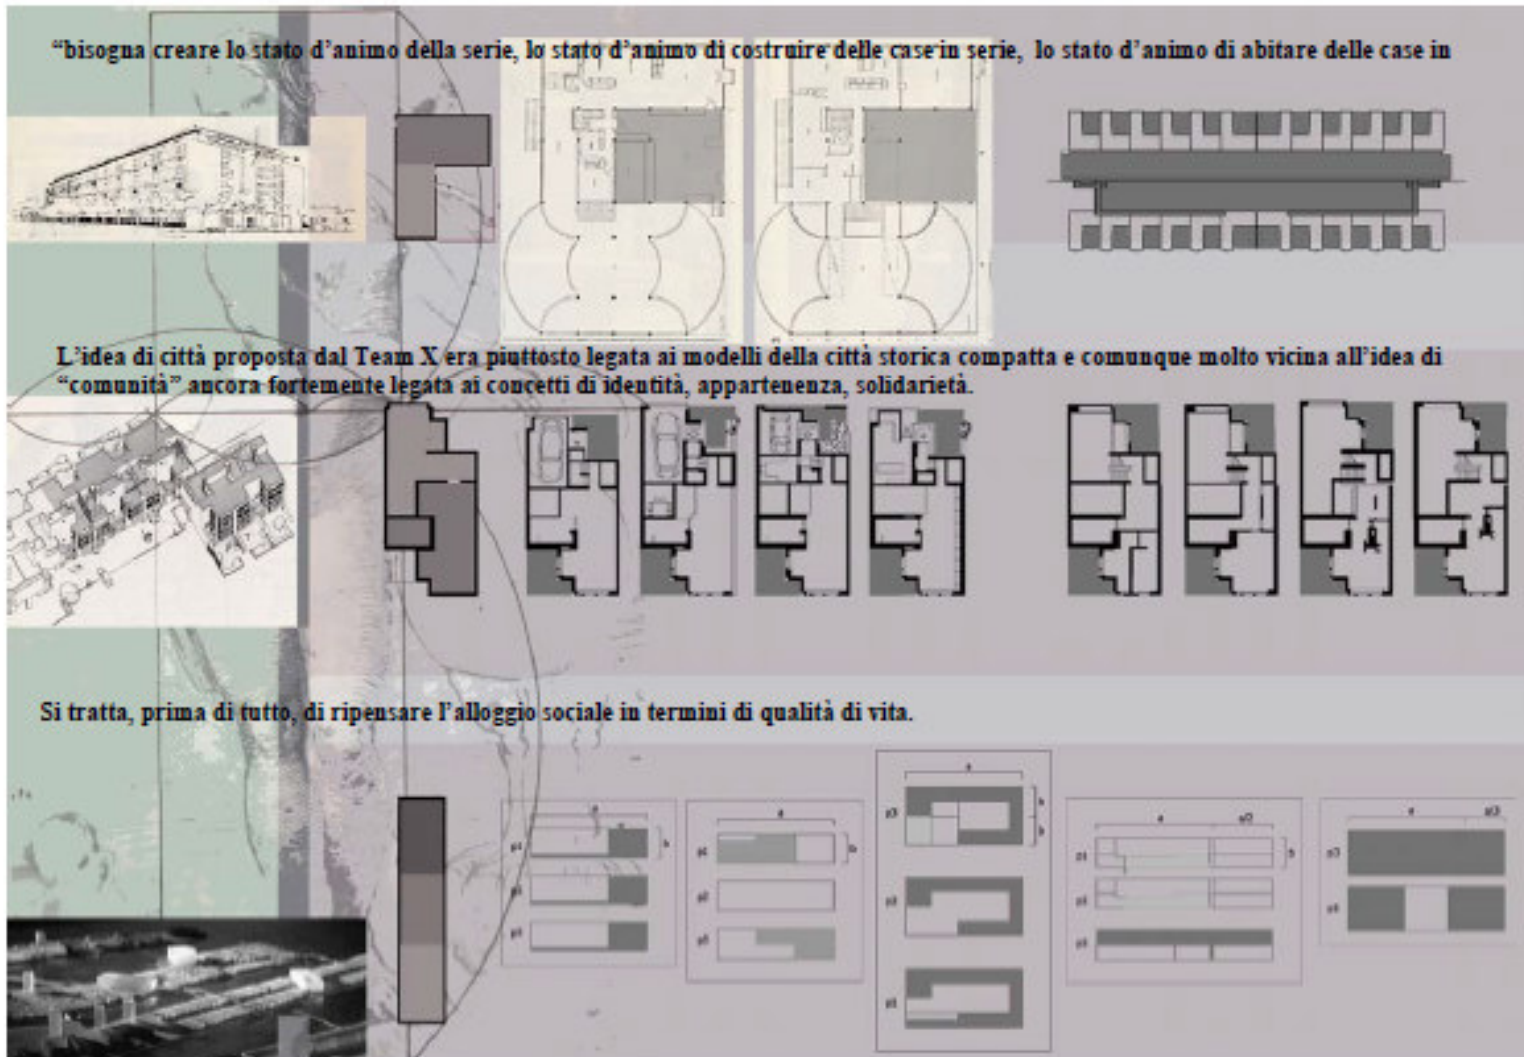 “bisogna creare lo stato d’animo della serie, lo stato d’animo di costruire delle case in serie, lo stato d’animo di abitare delle case in
L’idea di città proposta dal Team X era piuttosto legata ai modelli della città storica compatta e comunque molto vicina all’idea di
“comunità” ancora fortemente legata ai concetti di identità, appartenenza, solidarietà.
Si tratta, prima di tutto, di ripensare l’alloggio sociale in termini di qualità di vita.